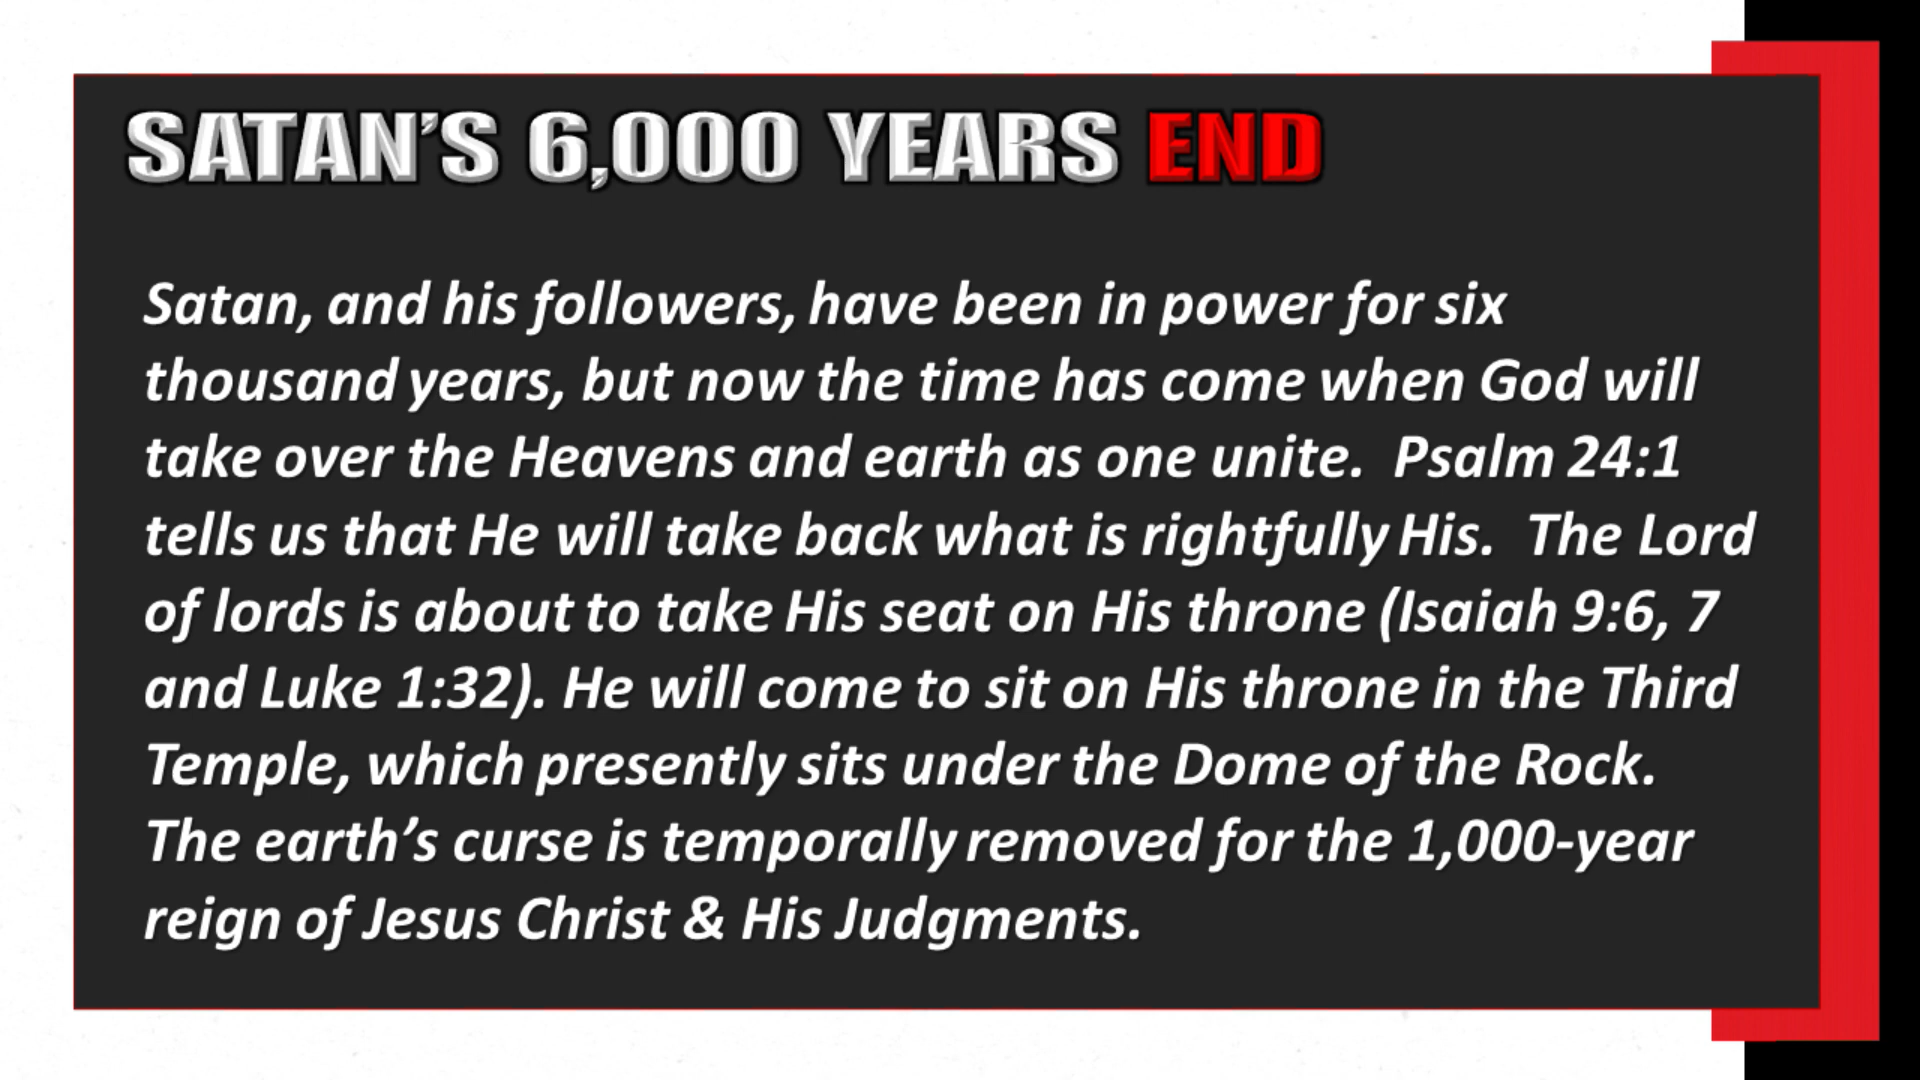 SATAN’S 6,000 YEARS END
Satan, and his followers, have been in power for six
thousand years, but now the time has come when God will
take over the Heavens and earth as one unite.  Psalm 24:1
tells us that He will take back what is rightfully His.  The Lord
of lords is about to take His seat on His throne (Isaiah 9:6, 7
and Luke 1:32). He will come to sit on His throne in the Third
Temple, which presently sits under the Dome of the Rock.
The earth’s curse is temporally removed for the 1,000-year
reign of Jesus Christ & His Judgments.